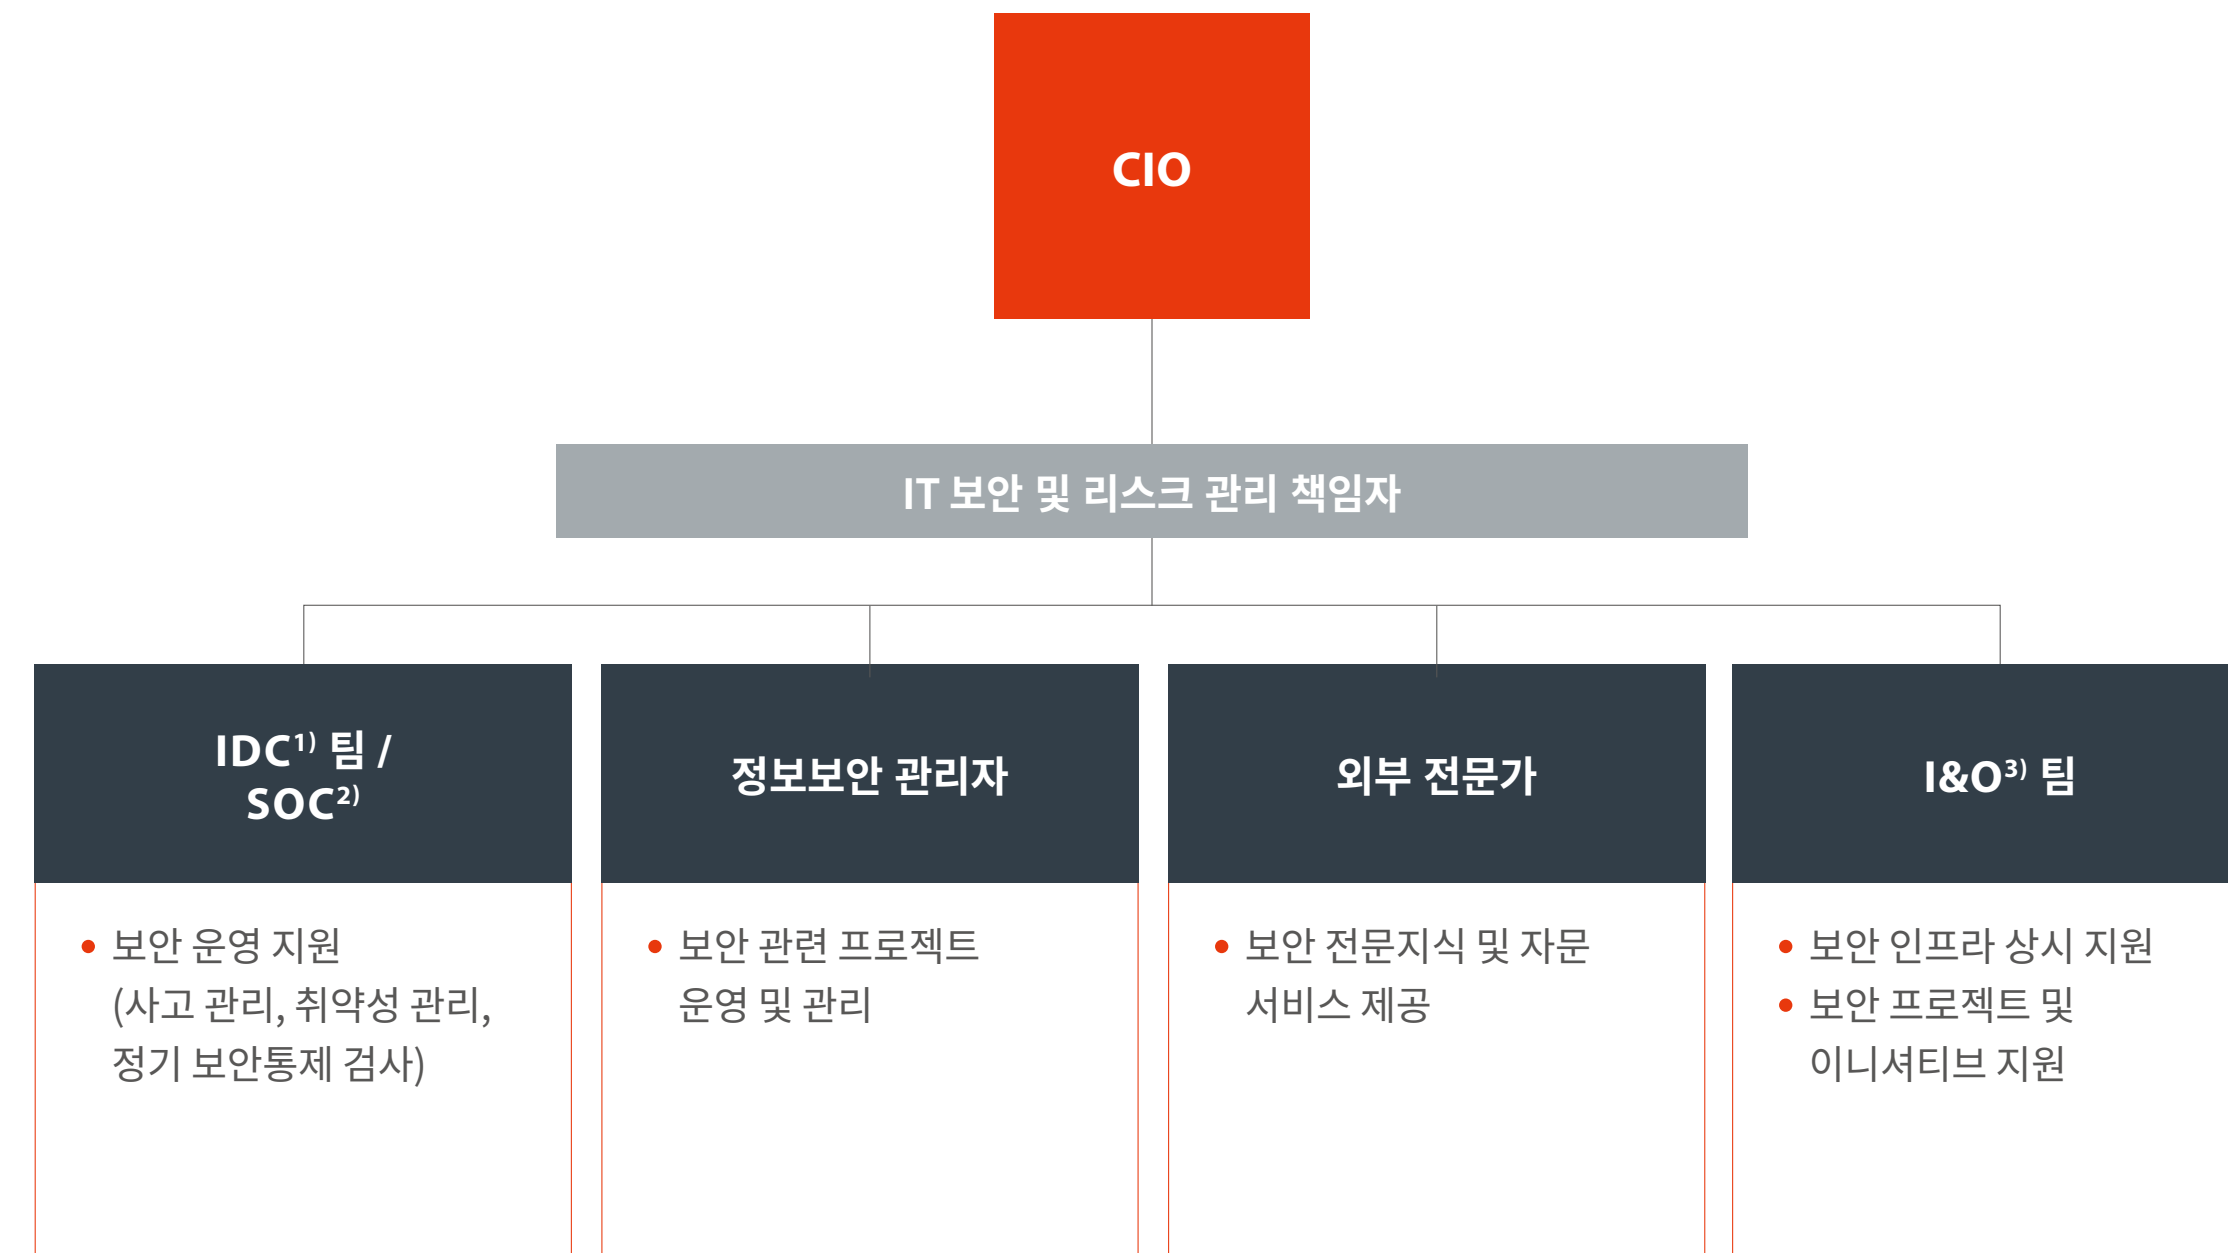 CIO
IT 보안 및 리스크 관리 책임자
IDC1) 팀 /
SOC2)
정보보안 관리자
외부 전문가
I&O3) 팀
• 보안 운영 지원
(사고 관리, 취약성 관리,
정기 보안통제 검사)
• 보안 관련 프로젝트
운영 및 관리
• 보안 전문지식 및 자문
서비스 제공
• 보안 인프라 상시 지원
• 보안 프로젝트 및
이니셔티브 지원